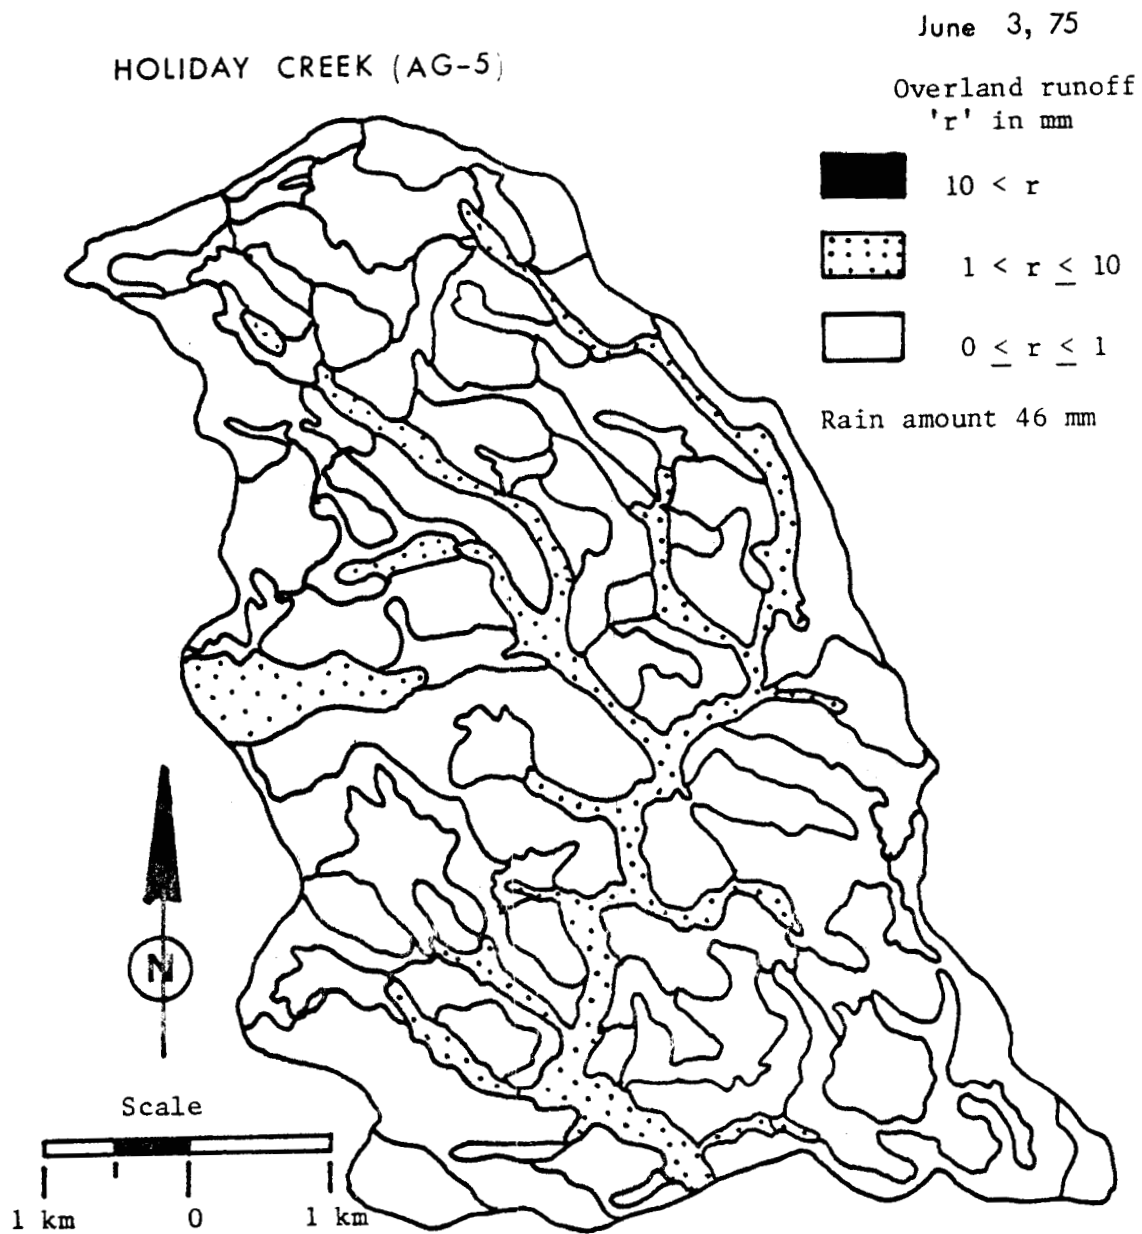 June 3, 75
HOLIDAY CREEK (AG-5)
Overland runoff
'r' in mm
10 < r
1 < r ≤ 10
0 ≤ r ≤ 1
Rain amount 46 mm
N
Scale
1 km 0 1 km